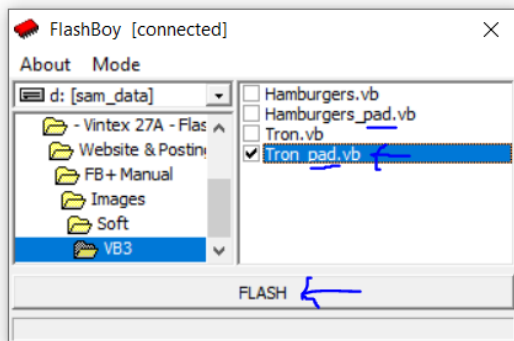 FlashBoy [connected]
About Mode
d: [sam_data]
- Vintex 27A - Flas
Website & Posting
FB+ Manual
Images
Soft
VB3
Hamburgers.vb
Hamburgers_pad.vb
Tron.vb
Tron_pad.vb
FLASH